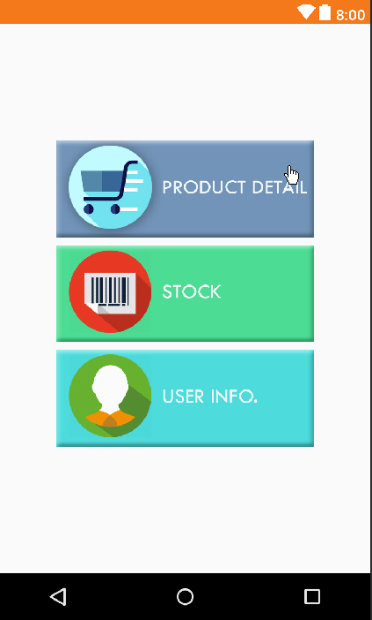 8:00
PRODUCT DETAIL
STOCK
USER INFO.